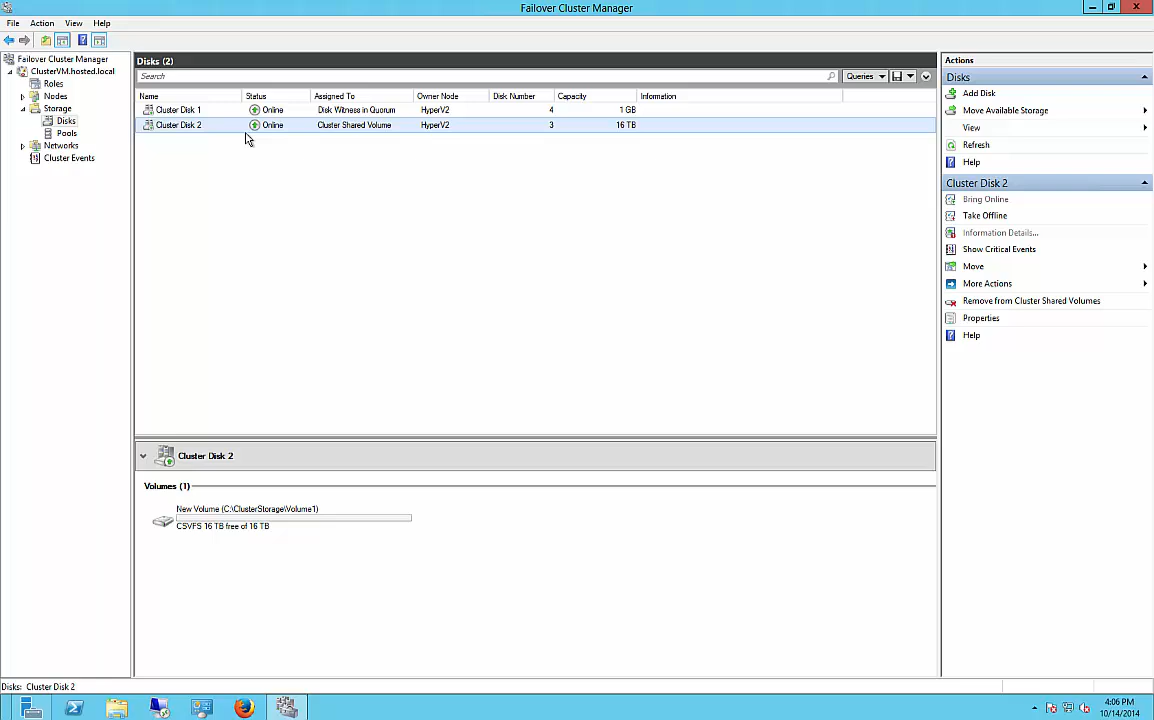 Failover Cluster Manager
File Action View Help
Failover Cluster Manager
ClusterVM.hosted.local
Roles
Nodes
Storage
Disks
Pools
Networks
Cluster Events
Disks (2)
Search
Queries
Name Status Assigned To Owner Node Disk Number Capacity Information
Cluster Disk 1 Online Disk Witness in Quorum HyperV2 4 1 GB
Cluster Disk 2 Online Cluster Shared Volume HyperV2 3 16 TB
Cluster Disk 2
Volumes (1)
New Volume (C:\ClusterStorage\Volume1)
CSVFS 16 TB free of 16 TB
Actions
Disks
Add Disk
Move Available Storage
View
Refresh
Help
Cluster Disk 2
Bring Online
Take Offline
Information Details...
Show Critical Events
Move
More Actions
Remove from Cluster Shared Volumes
Properties
Help
Disks: Cluster Disk 2
4:06 PM
10/14/2014